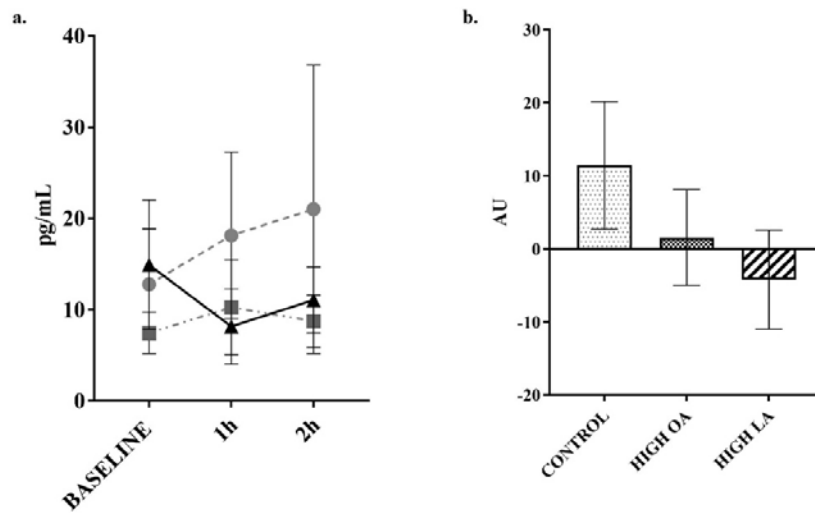 a.
40
30
20
10
0
pg/mL
BASELINE
1h
2h
b.
30
20
10
0
-10
-20
AU
CONTROL
HIGH OA
HIGH LA